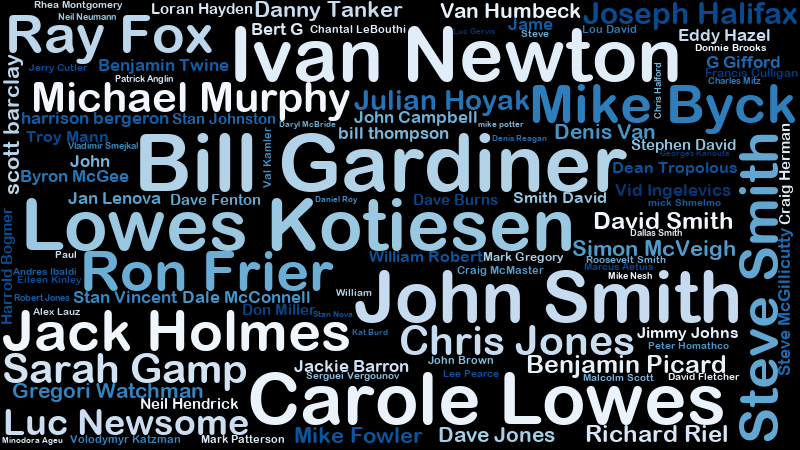 Rhea Montgomery
Loran Hayden
Danny Tanker
Van Humbeck
Joseph Halifax
Neil Neumann
Ray Fox
Bert G
Chantal LeBouthi
Luc Gervis
Jame
Steve
Lou David
Ivan Newton
Eddy Hazel
Donnie Brooks
Jerry Cutler
Benjamin Twine
G Gifford
Francis Culligan
Patrick Anglin
Charles Mitz
scott barclay
Michael Murphy
Julian Hoyak
Chris Halford
Mike Byck
harrison bergeron
Stan Johnston
John Campbell
Daryl McBride
mike potter
Troy Mann
bill thompson
Denis Van
Denis Reagan
Vladimir Smejkal
Val Kamler
Bill Gardiner
Stephen David
Georges Kanoute
Craig Herman
John
Byron McGee
Dean Tropolous
Jan Lenova
Dave Fenton
Daniel Roy
Dave Burns
Smith David
Vid Ingelevics
mick Shmelmo
Steve Smith
Lowes Kotiesen
David Smith
Dallas Smith
Harrold Bogmer
Paul
William Robert
Mark Gregory
Simon McVeigh
Roosevelt Smith
Andres Ibaldi
Ron Frier
Craig McMaster
Marcus Aetuis
Eileen Kinley
Mike Nesh
Steve McGillicutty
Robert Jones
Stan Vincent Dale McConnell
William
John Smith
Alex Lauz
Don Miller
Stan Nova
Jack Holmes
Kat Burd
Chris Jones
Jimmy Johns
Peter Homathco
Sarah Gamp
Jackie Barron
John Brown
Benjamin Picard
Serguei Vergounov
Lee Pearce
Malcolm Scott
David Fletcher
Gregori Watchman
Neil Hendrick
Carole Lowes
Luc Newsome
Minodora Ageu
Volodymyr Katzman
Mark Patterson
Mike Fowler
Dave Jones
Richard Riel